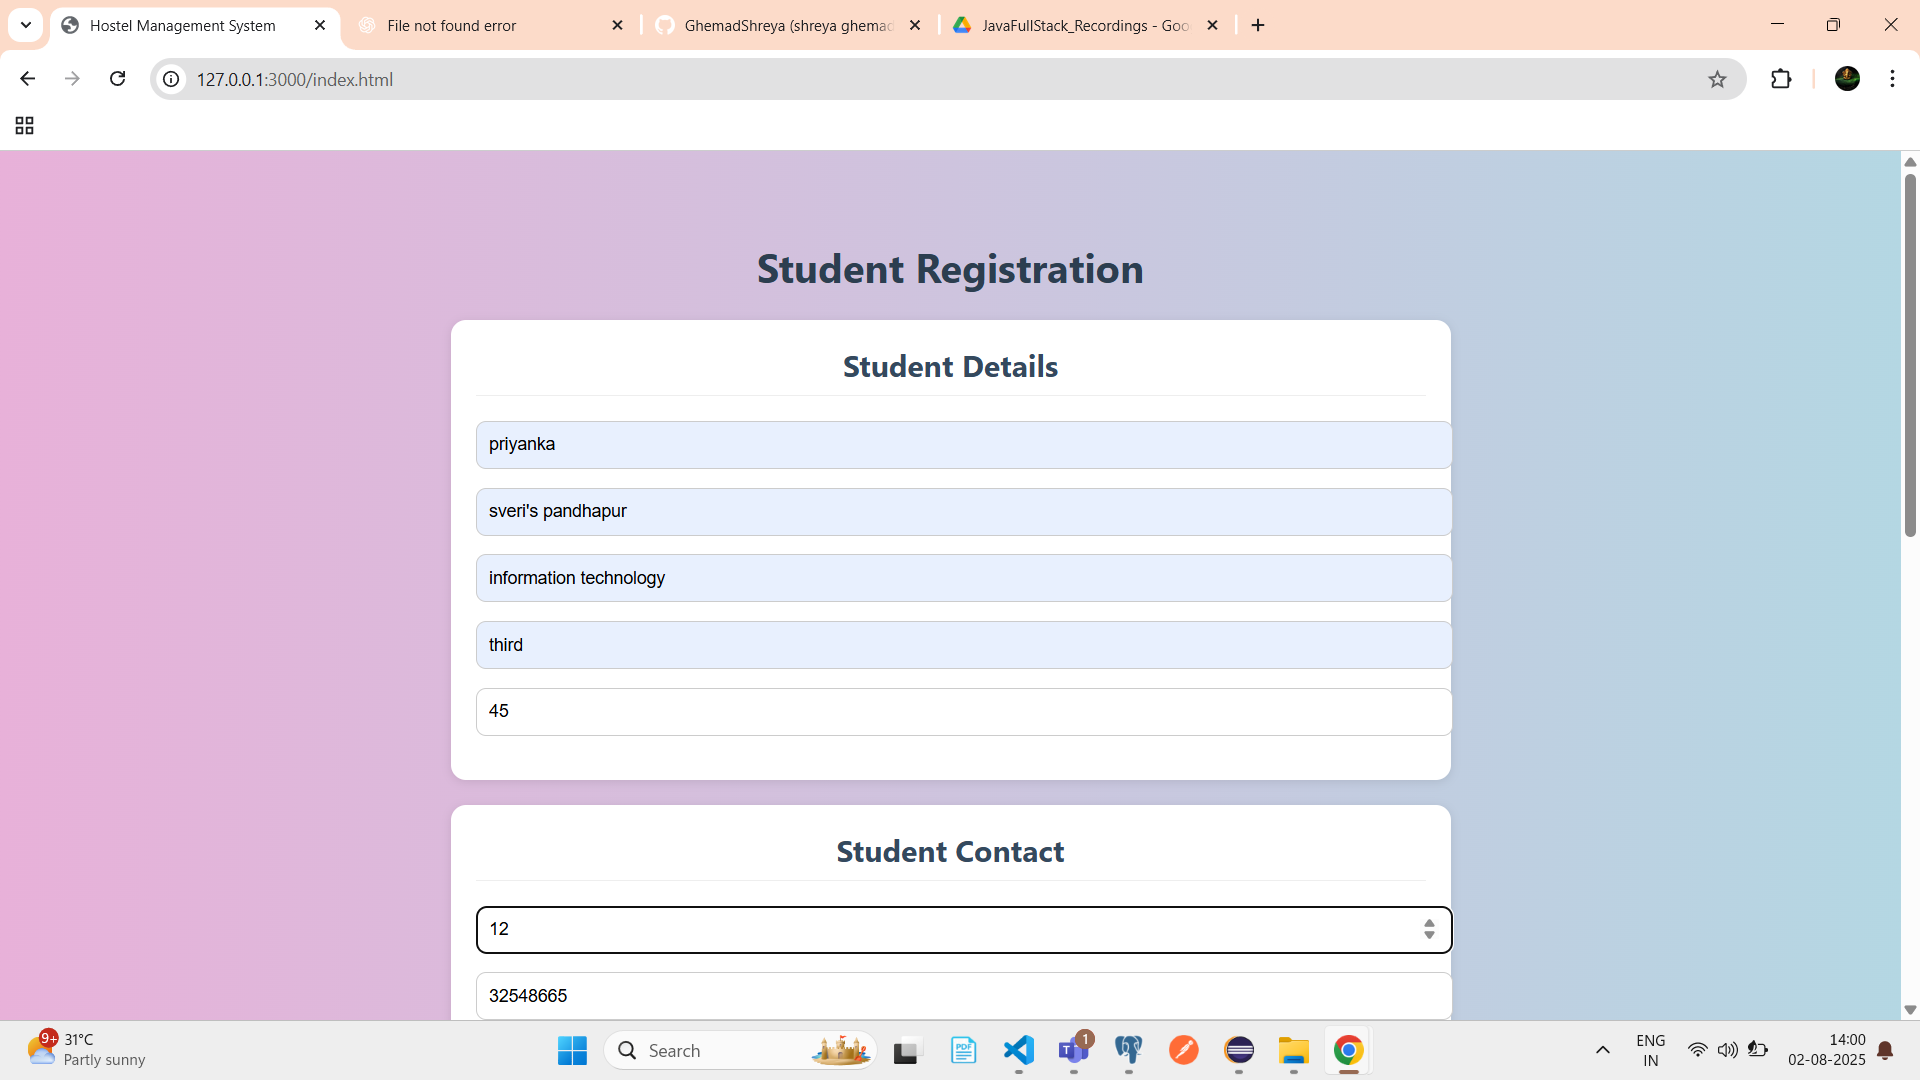 Hostel Management System
File not found error
GhemadShreya (shreya ghemad
JavaFullStack_Recordings - Goo
127.0.0.1:3000/index.html
Student Registration
Student Details
priyanka
sveri's pandhapur
information technology
third
45
Student Contact
12
32548665
9+
31°C
Partly sunny
Search
PDF
1
T
ENG
IN
14:00
02-08-2025